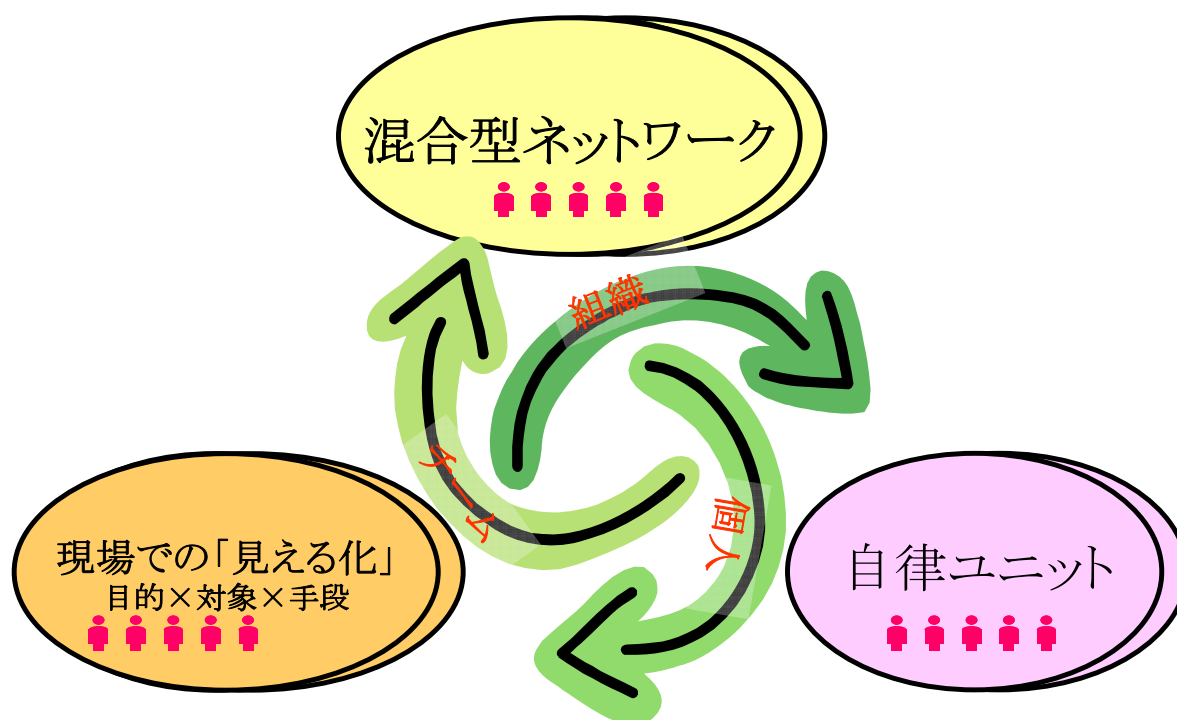 混合型ネットワーク
組織
チーム
個人
現場での「見える化」
目的×対象×手段
自律ユニット